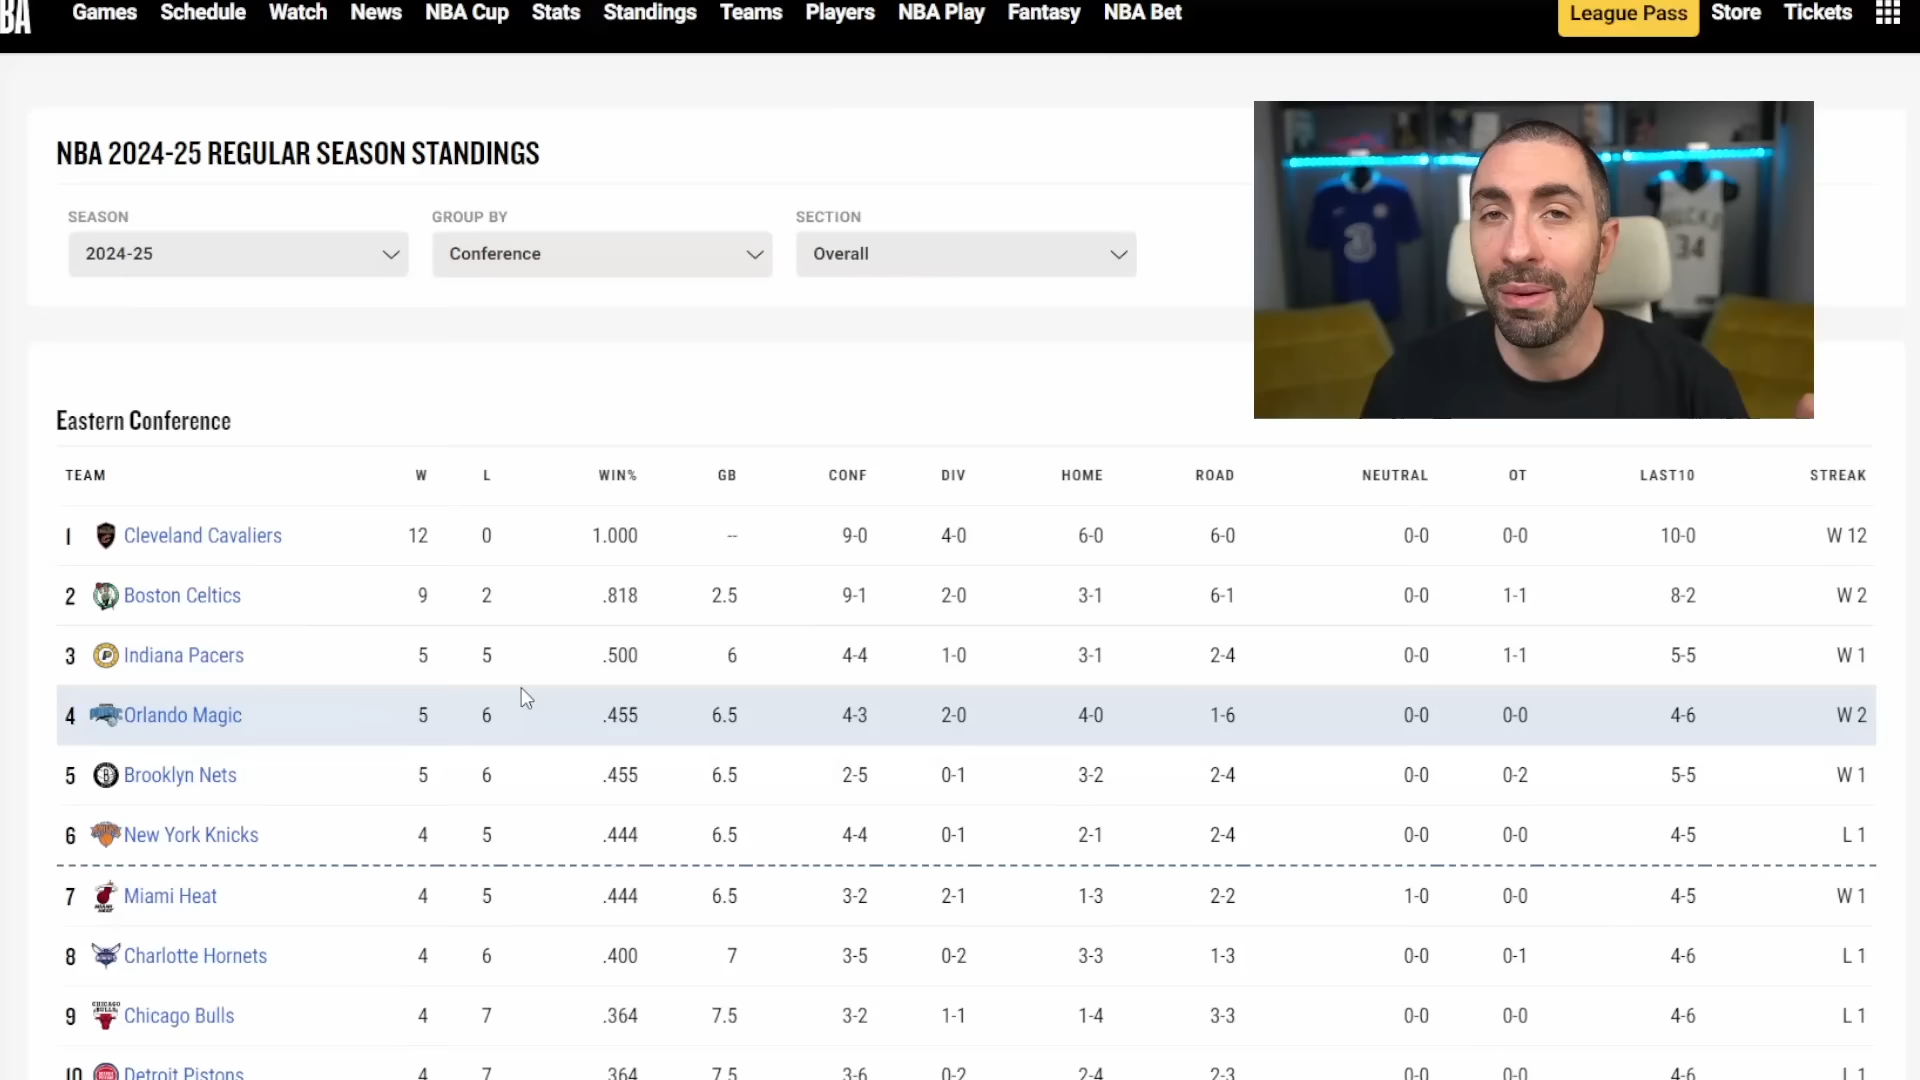 BA Games Schedule Watch News NBA Cup Stats Standings Teams Players NBA Play Fantasy NBA Bet League Pass Store Tickets
NBA 2024-25 REGULAR SEASON STANDINGS
SEASON GROUP BY SECTION
2024-25 Conference Overall
3
34
Eastern Conference
TEAM W L WIN% GB CONF DIV HOME ROAD NEUTRAL OT LAST10 STREAK
1 Cleveland Cavaliers 12 0 1.000 -- 9-0 4-0 6-0 6-0 0-0 0-0 10-0 W 12
2 Boston Celtics 9 2 .818 2.5 9-1 2-0 3-1 6-1 0-0 1-1 8-2 W 2
3 Indiana Pacers 5 5 .500 6 4-4 1-0 3-1 2-4 0-0 1-1 5-5 W 1
4 Orlando Magic 5 6 .455 6.5 4-3 2-0 4-0 1-6 0-0 0-0 4-6 W 2
5 Brooklyn Nets 5 6 .455 6.5 2-5 0-1 3-2 2-4 0-0 0-2 5-5 W 1
6 New York Knicks 4 5 .444 6.5 4-4 0-1 2-1 2-4 0-0 0-0 4-5 L 1
7 Miami Heat 4 5 .444 6.5 3-2 2-1 1-3 2-2 1-0 0-0 4-5 W 1
8 Charlotte Hornets 4 6 .400 7 3-5 0-2 3-3 1-3 0-0 0-1 4-6 L 1
9 Chicago Bulls 4 7 .364 7.5 3-2 1-1 1-4 3-3 0-0 0-0 4-6 L 1
10 Detroit Pistons 4 7 .364 7.5 3-6 0-2 2-4 2-3 0-0 0-0 4-6 L 1